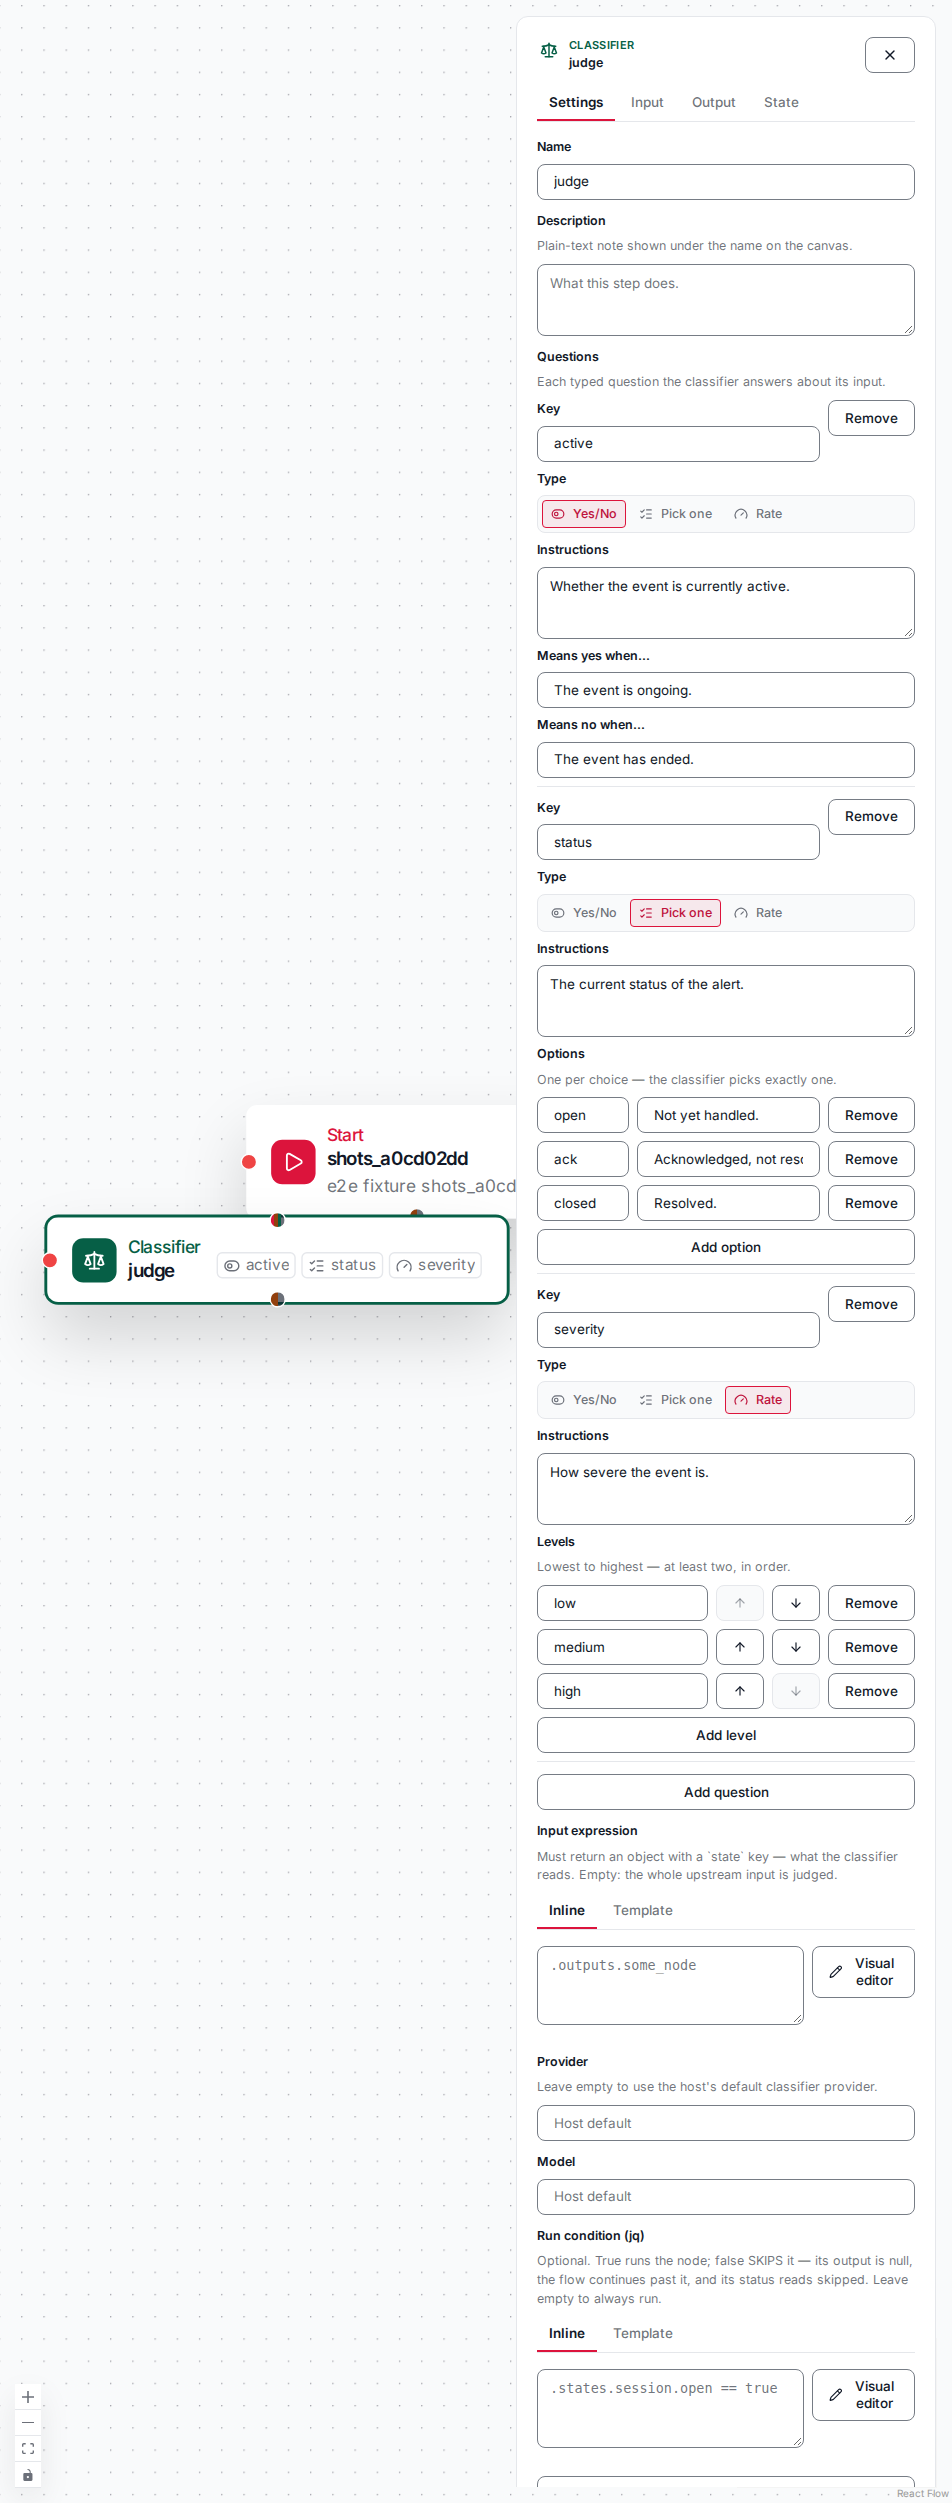 CLASSIFIER
judge
Settings Input Output State
Name
judge
Description
Plain-text note shown under the name on the canvas.
What this step does.
Questions
Each typed question the classifier answers about its input.
Key
Remove
active
Type
Yes/No Pick one Rate
Instructions
Whether the event is currently active.
Means yes when...
The event is ongoing.
Means no when...
The event has ended.
Key
Remove
status
Type
Yes/No Pick one Rate
Instructions
The current status of the alert.
Options
One per choice — the classifier picks exactly one.
open Not yet handled. Remove
ack Acknowledged, not reso Remove
closed Resolved. Remove
Add option
Key
Remove
severity
Type
Yes/No Pick one Rate
Instructions
How severe the event is.
Levels
Lowest to highest — at least two, in order.
low Remove
medium Remove
high Remove
Add level
Add question
Input expression
Must return an object with a `state` key — what the classifier
reads. Empty: the whole upstream input is judged.
Inline Template
.outputs.some_node
Visual
editor
Provider
Leave empty to use the host's default classifier provider.
Host default
Model
Host default
Run condition (jq)
Optional. True runs the node; false SKIPS it — its output is null,
the flow continues past it, and its status reads skipped. Leave
empty to always run.
Inline Template
.states.session.open == true
Visual
editor
Start
shots_a0cd02dd
e2e fixture shots_a0cd
Classifier
judge
active status severity
React Flow